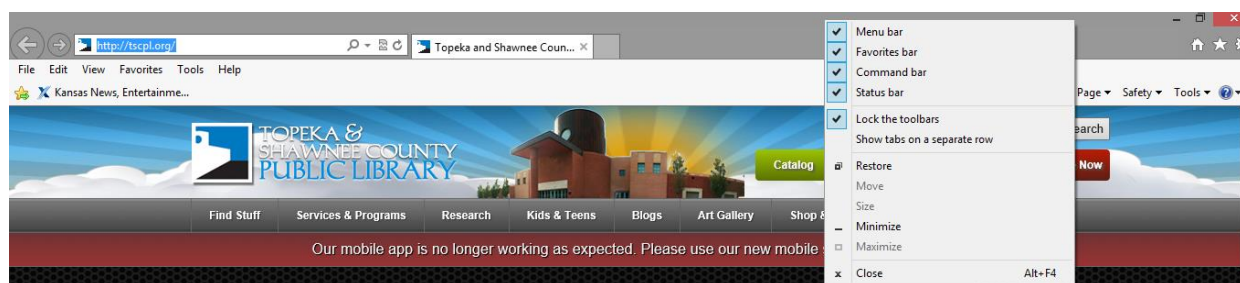 http://tscpl.org/
Topeka and Shawnee Coun...
File Edit View Favorites Tools Help
Kansas News, Entertainme...
Page Safety Tools
TOPEKA &
SHAWNEE COUNTY
PUBLIC LIBRARY
Catalog
earch
Now
Find Stuff Services & Programs Research Kids & Teens Blogs Art Gallery Shop &
Our mobile app is no longer working as expected. Please use our new mobile
Menu bar
Favorites bar
Command bar
Status bar
Lock the toolbars
Show tabs on a separate row
Restore
Move
Size
Minimize
Maximize
Close Alt+F4